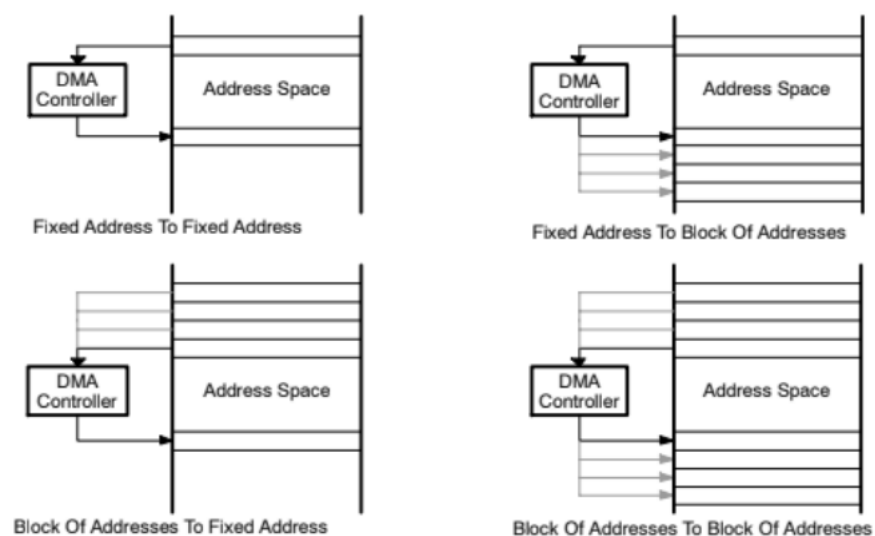 DMA
Controller
Address Space
DMA
Controller
Address Space
Fixed Address To Fixed Address
Fixed Address To Block Of Addresses
DMA
Controller
Address Space
DMA
Controller
Address Space
Block Of Addresses To Fixed Address
Block Of Addresses To Block Of Addresses